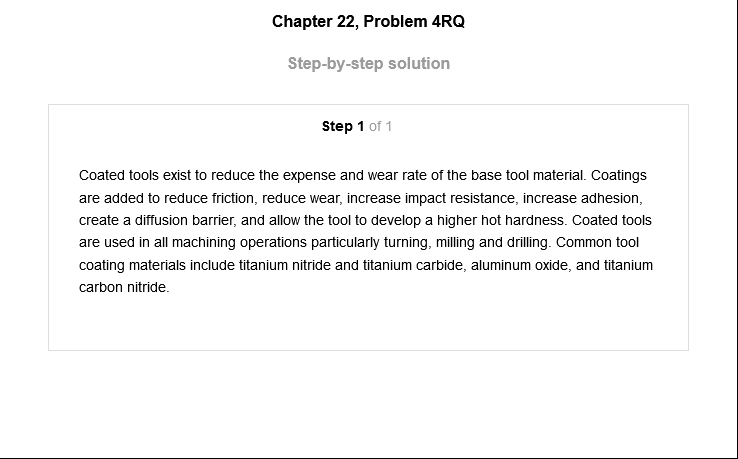 Chapter 22, Problem 4RQ
Step-by-step solution
Step 1 of 1
Coated tools exist to reduce the expense and wear rate of the base tool material. Coatings
are added to reduce friction, reduce wear, increase impact resistance, increase adhesion,
create a diffusion barrier, and allow the tool to develop a higher hot hardness. Coated tools
are used in all machining operations particularly turning, milling and drilling. Common tool
coating materials include titanium nitride and titanium carbide, aluminum oxide, and titanium
carbon nitride.